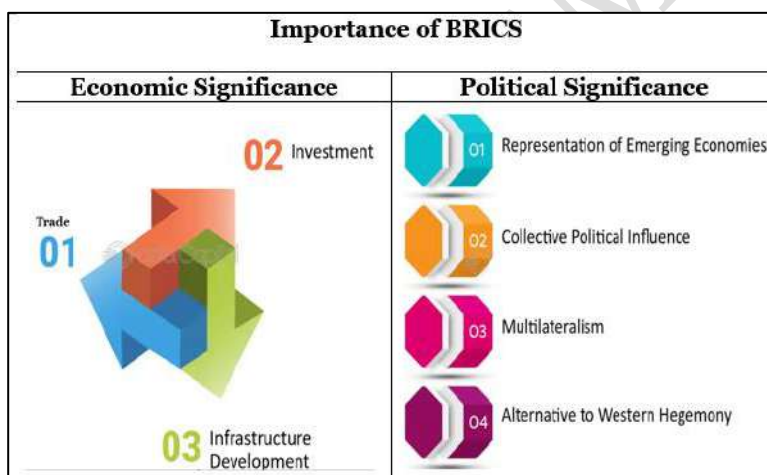 Importance of BRICS
Economic Significance
02 Investment
Trade
01
03 Infrastructure
Development
Political Significance
01 Representation of Emerging Economies
02 Collective Political Influence
03 Multilateralism
04 Alternative to Western Hegemony